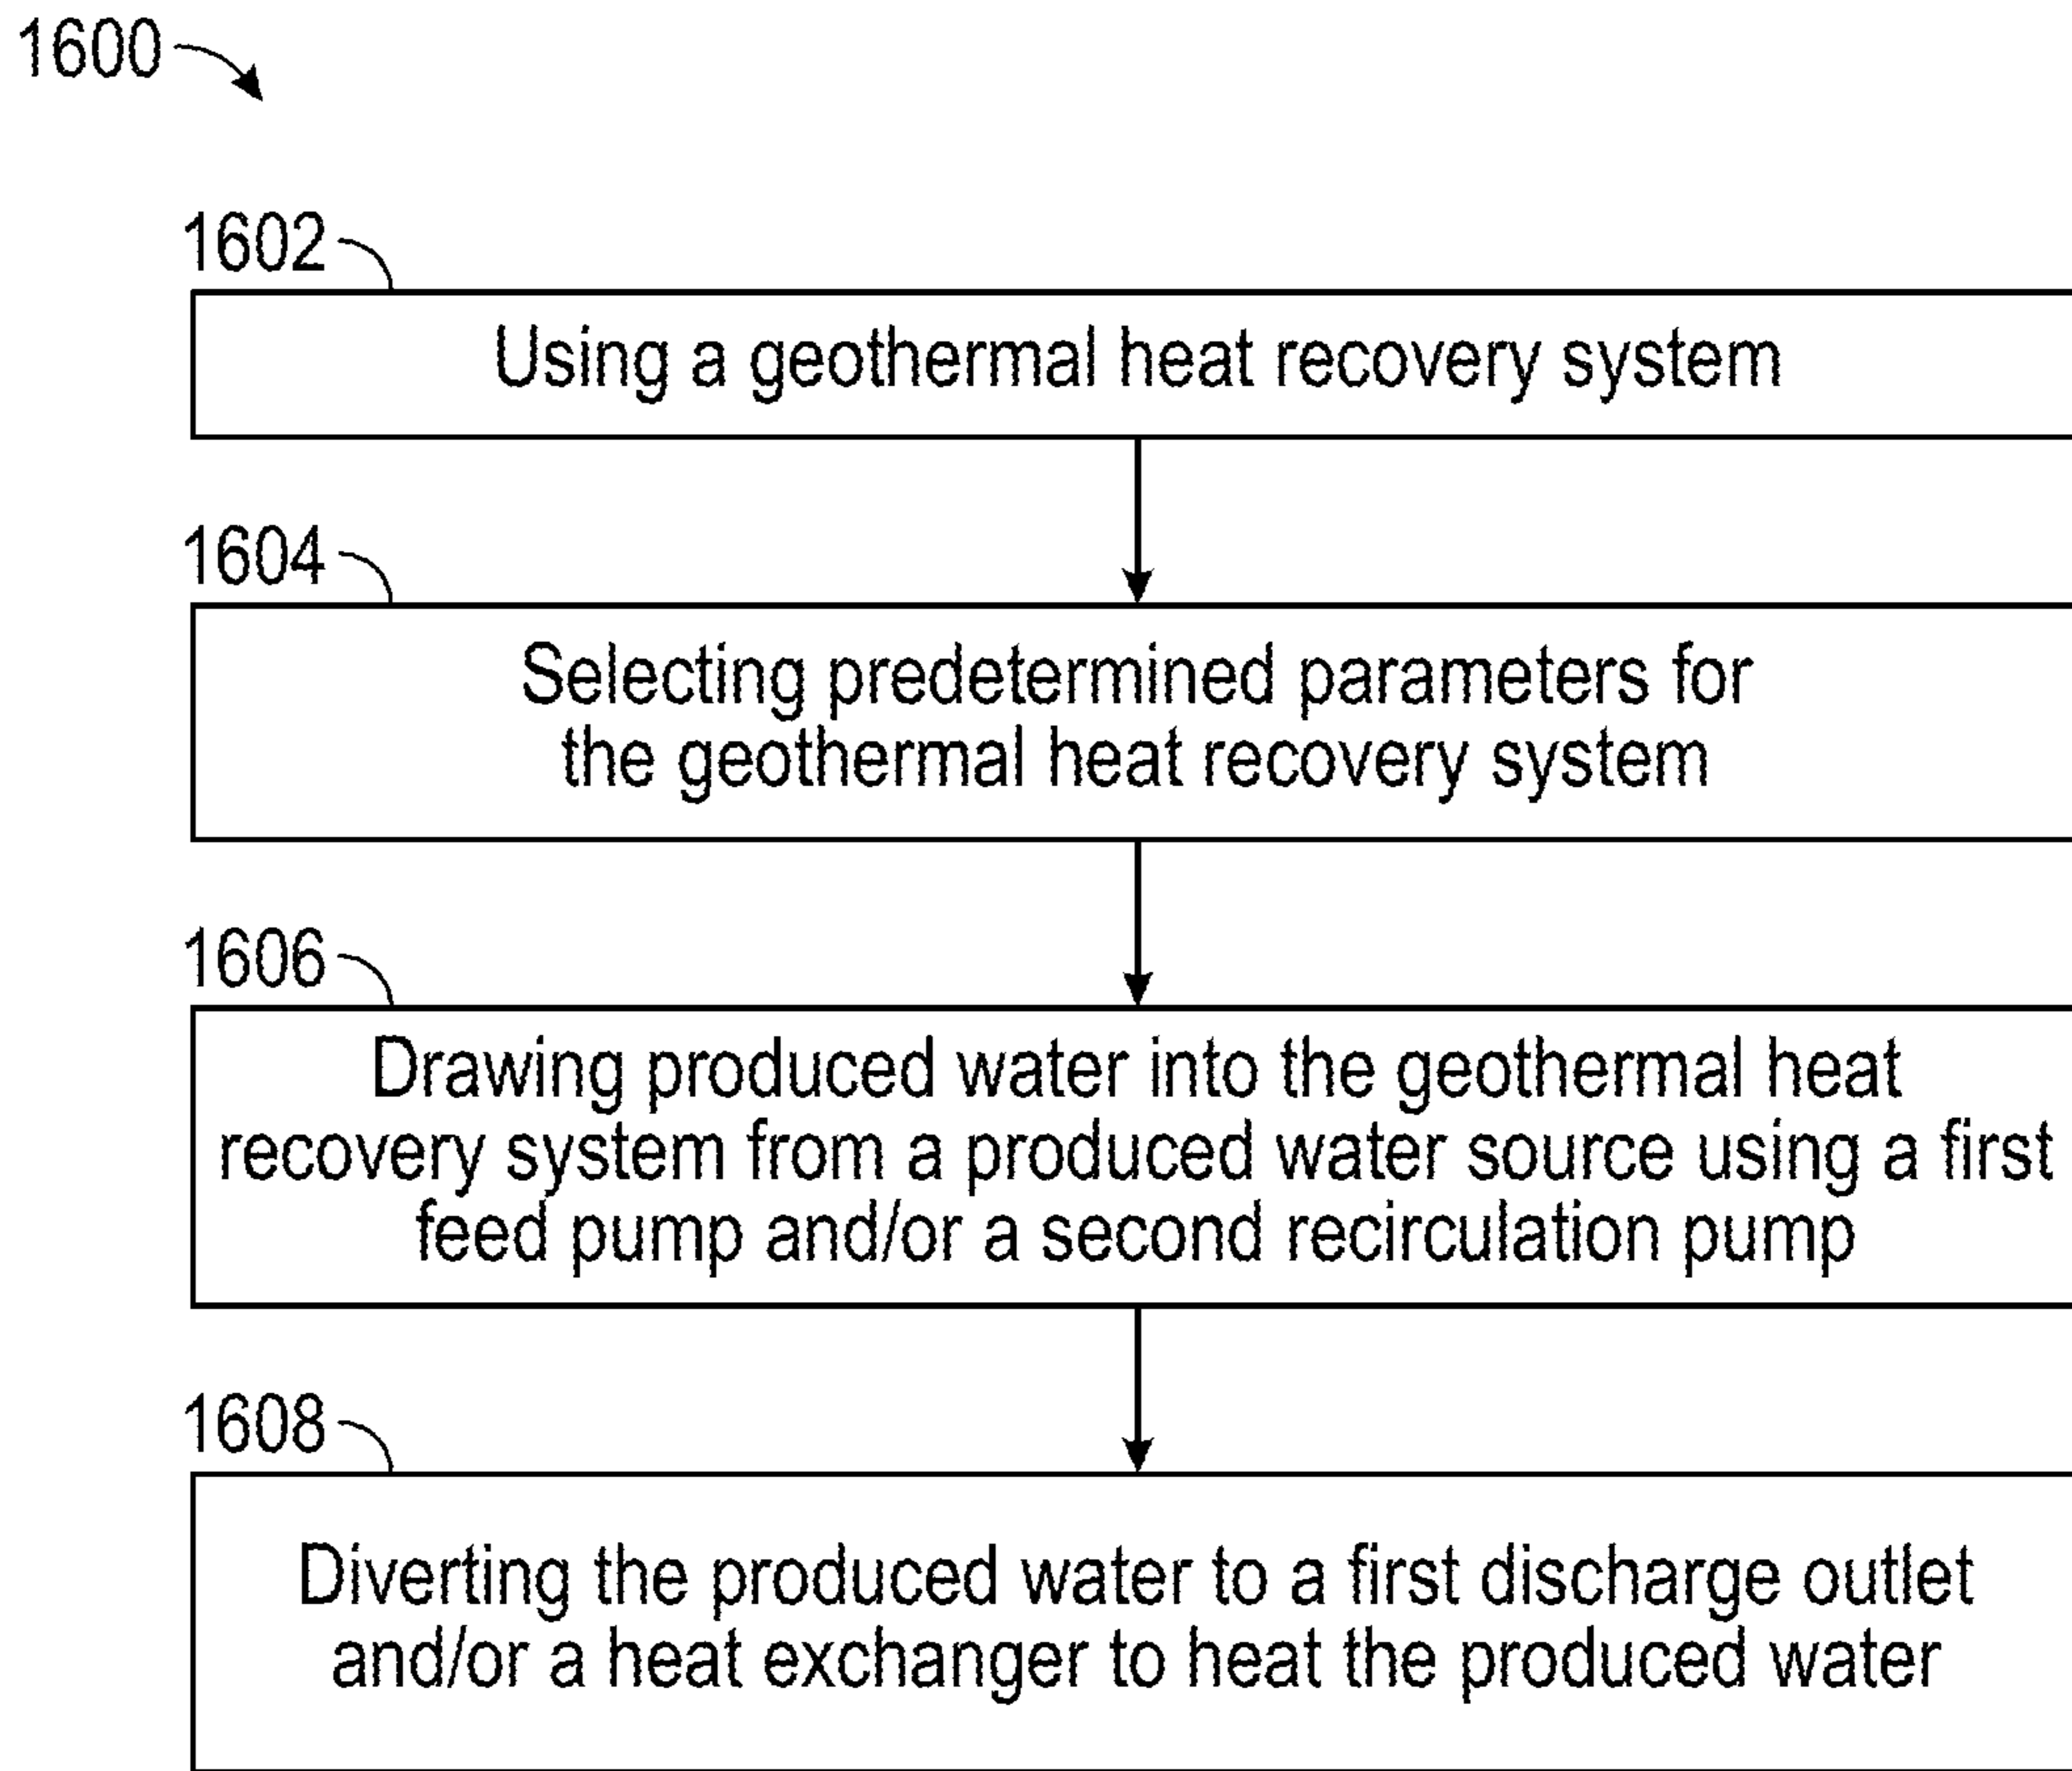 1600
1602
Using a geothermal heat recovery system
1604
Selecting predetermined parameters for
the geothermal heat recovery system
1606
Drawing produced water into the geothermal heat
recovery system from a produced water source using a first
feed pump and/or a second recirculation pump
1608
Diverting the produced water to a first discharge outlet
and/or a heat exchanger to heat the produced water